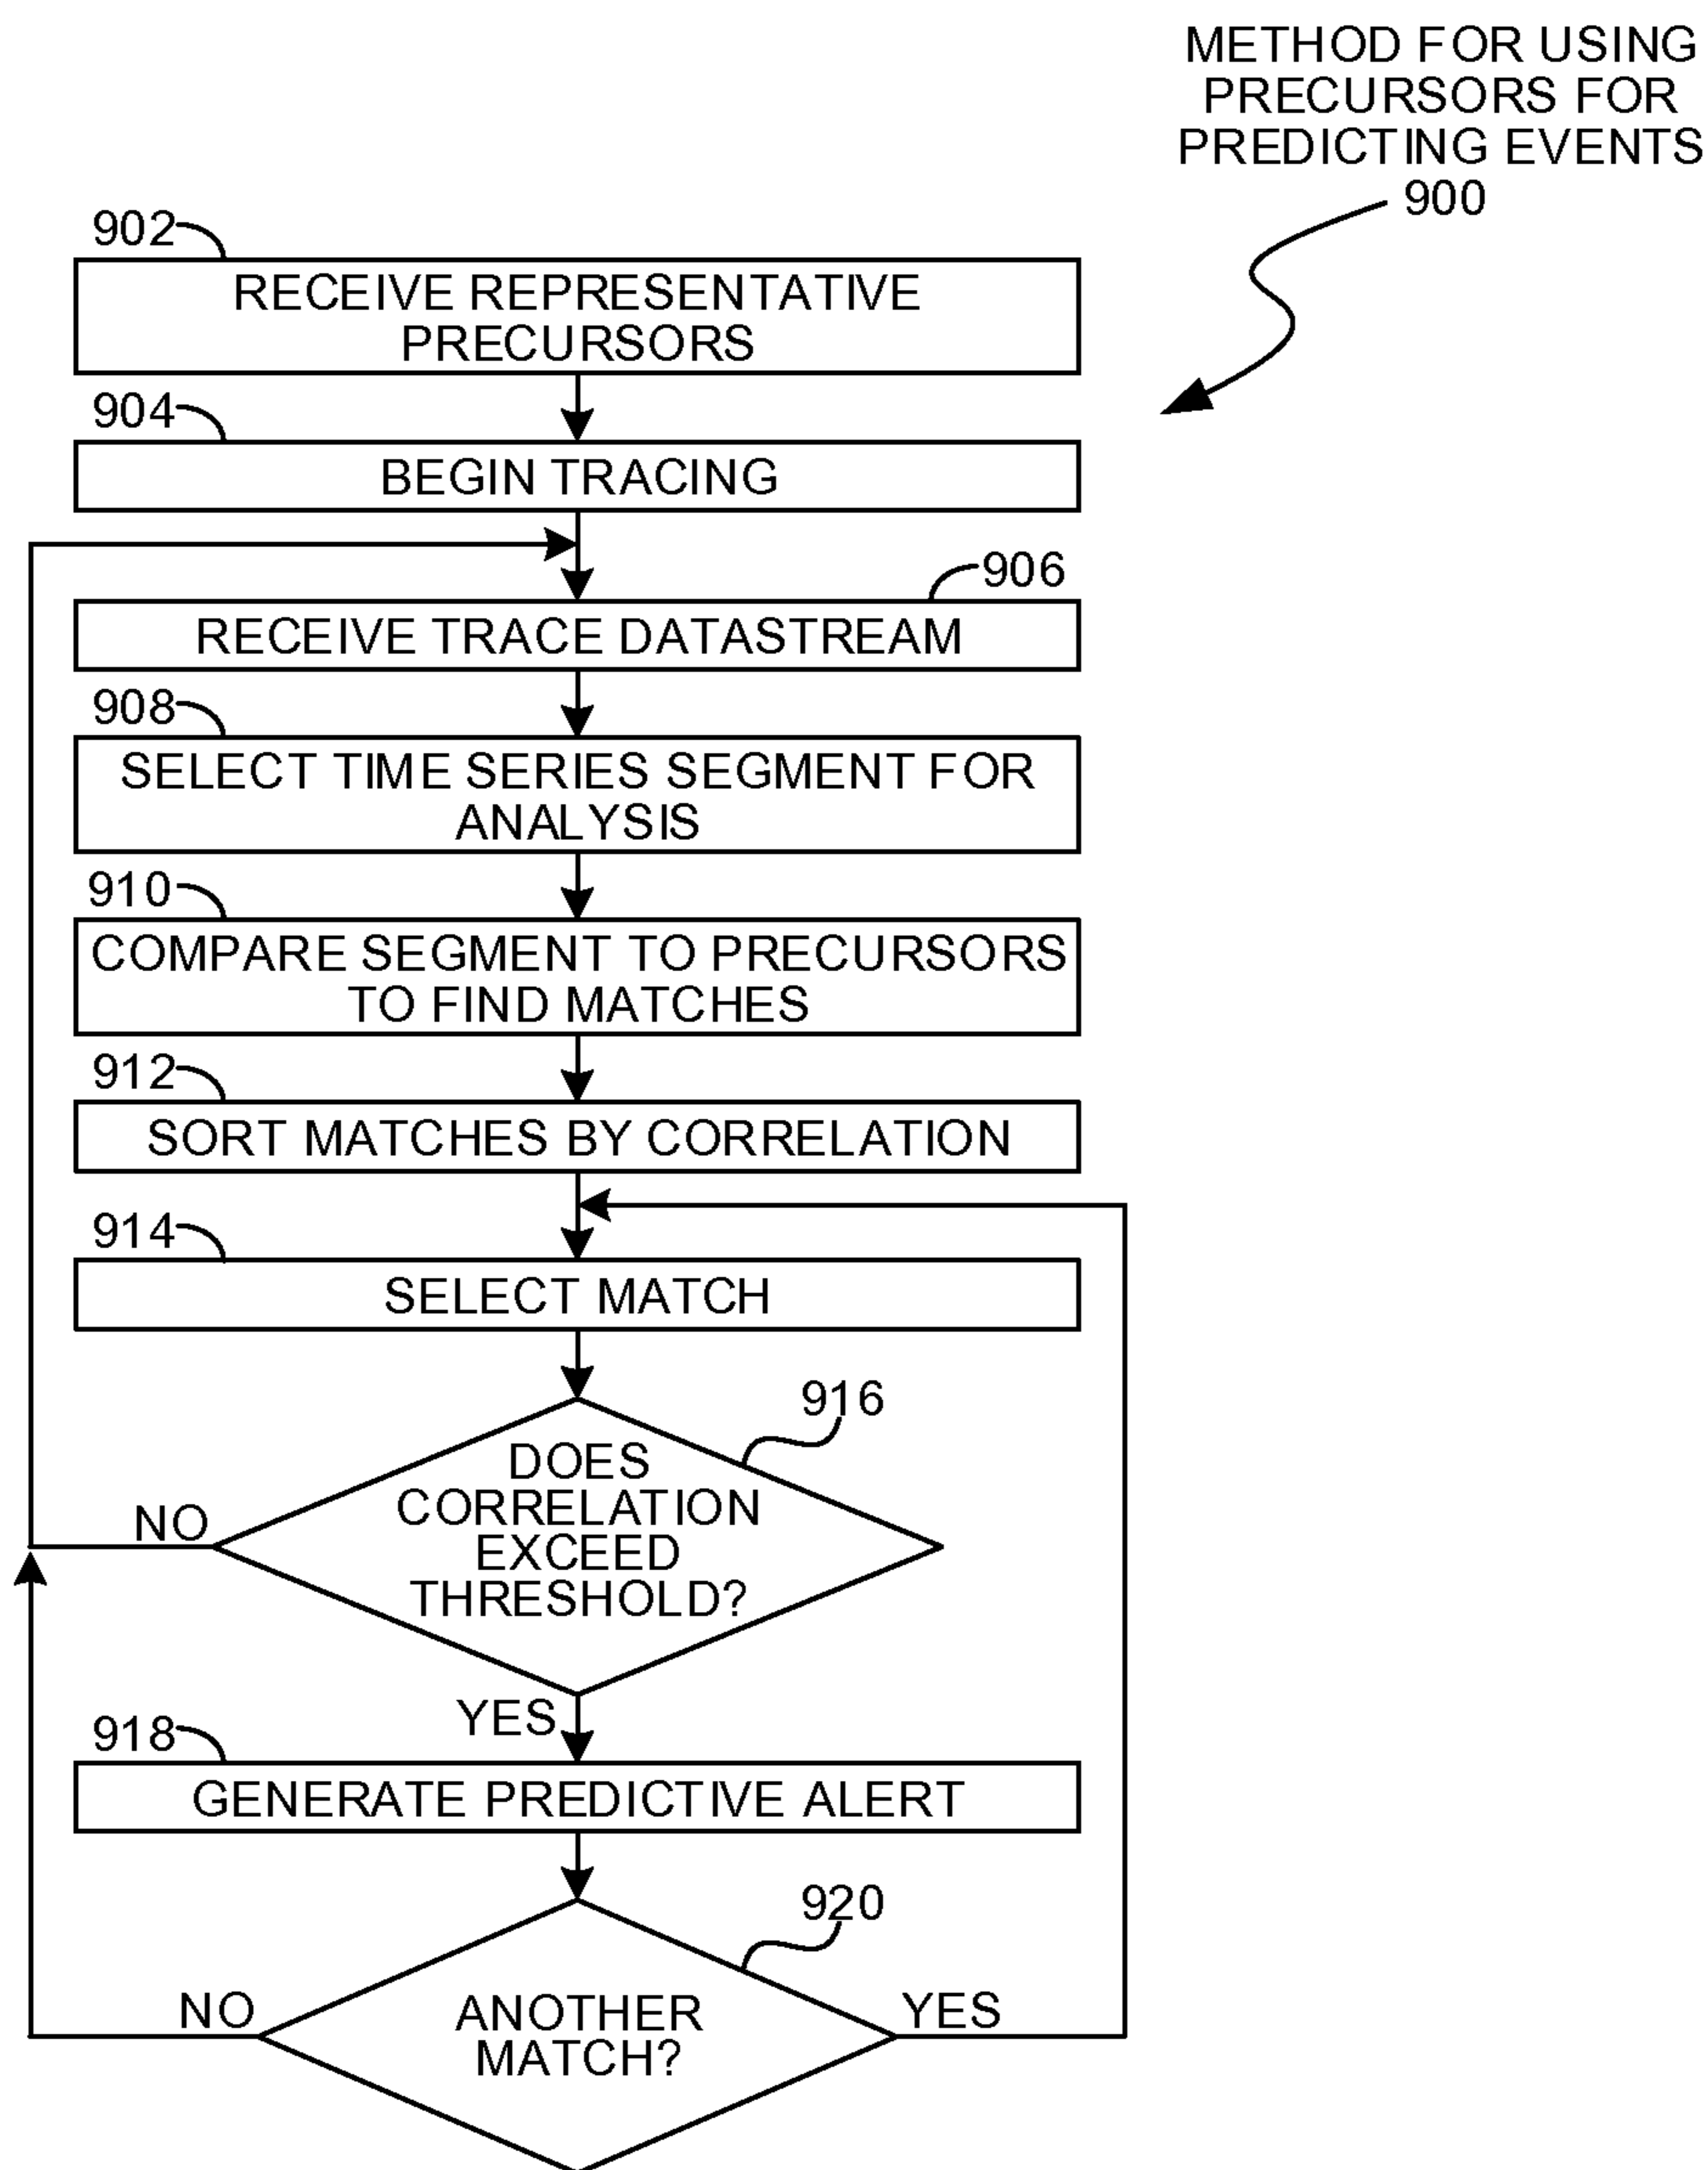 METHOD FOR USING
PRECURSORS FOR
PREDICTING EVENTS
900
902
RECEIVE REPRESENTATIVE
PRECURSORS
904
BEGIN TRACING
906
RECEIVE TRACE DATASTREAM
908
SELECT TIME SERIES SEGMENT FOR
ANALYSIS
910
COMPARE SEGMENT TO PRECURSORS
TO FIND MATCHES
912
SORT MATCHES BY CORRELATION
914
SELECT MATCH
916
DOES
CORRELATION
EXCEED
THRESHOLD?
NO
YES
918
GENERATE PREDICTIVE ALERT
920
ANOTHER
MATCH?
NO
YES